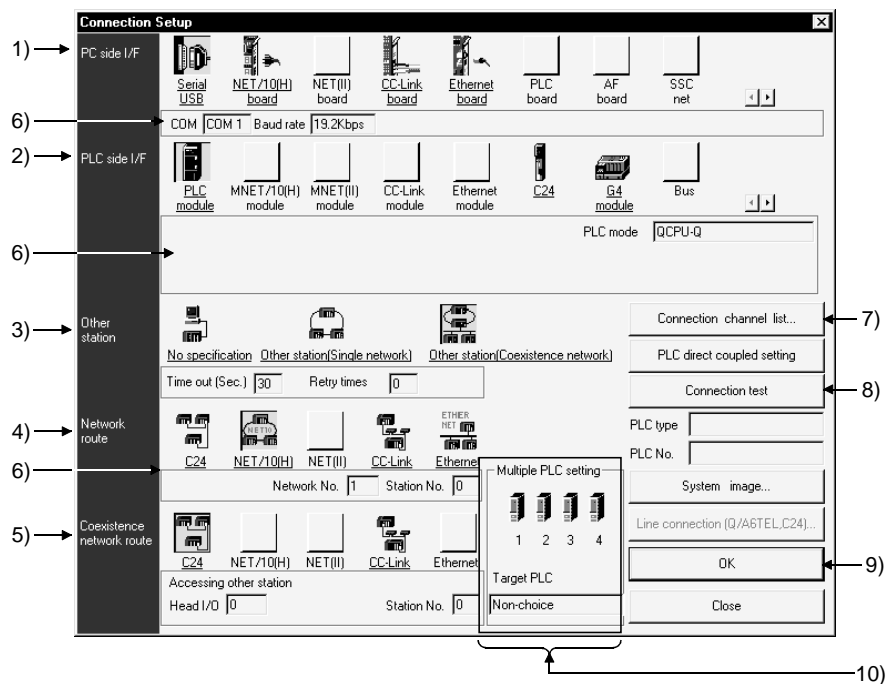 Connection Setup
1)
PC side I/F
Serial USB
NET/10(H) board
NET(II) board
CC-Link board
Ethernet board
PLC board
AF board
SSC net
6)
COM COM 1 Baud rate 19.2Kbps
2)
PLC side I/F
PLC module
MNET/10(H) module
MNET(II) module
CC-Link module
Ethernet module
C24
G4 module
Bus
6)
PLC mode QCPU-Q
3)
Other station
No specification
Other station(Single network)
Other station(Coexistence network)
Time out (Sec.) 30 Retry times 0
Connection channel list...
7)
PLC direct coupled setting
Connection test
8)
PLC type
PLC No.
System image...
Line connection (Q/A6TEL,C24)...
OK
9)
Close
4)
Network route
NET10
ETHER NET
C24
NET/10(H)
NET(II)
CC-Link
Ethernet
6)
Network No. 1 Station No. 0
5)
Coexistence network route
C24
NET/10(H)
NET(II)
CC-Link
Ethernet
Accessing other station
Head I/O 0 Station No. 0
Multiple PLC setting
1 2 3 4
Target PLC
Non-choice
10)